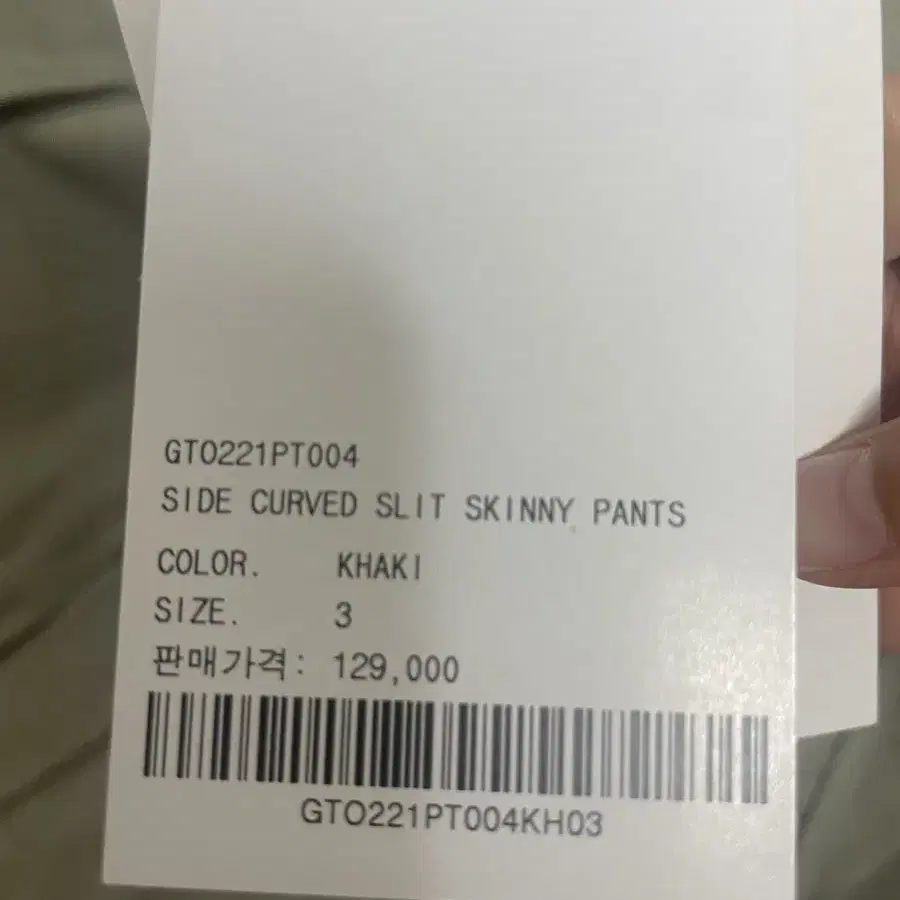 GTO221PT004
SIDE CURVED SLIT SKINNY PANTS
COLOR. KHAKI
SIZE. 3
판매가격: 129,000
GTO221PT004KH03